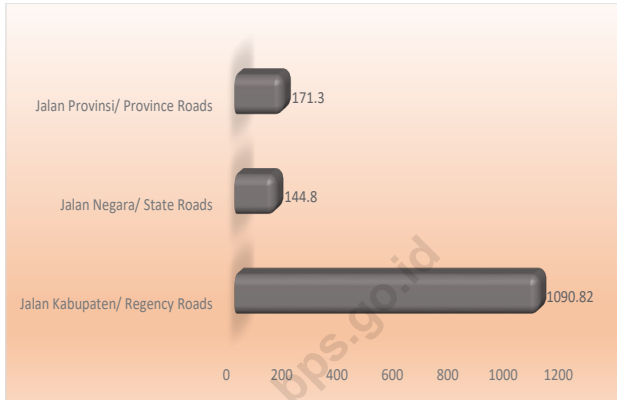 Jalan Provinsi/ Province Roads
171.3
Jalan Negara/ State Roads
144.8
Jalan Kabupaten/ Regency Roads
1090.82
0 200 400 600 800 1000 1200
bps.go.id